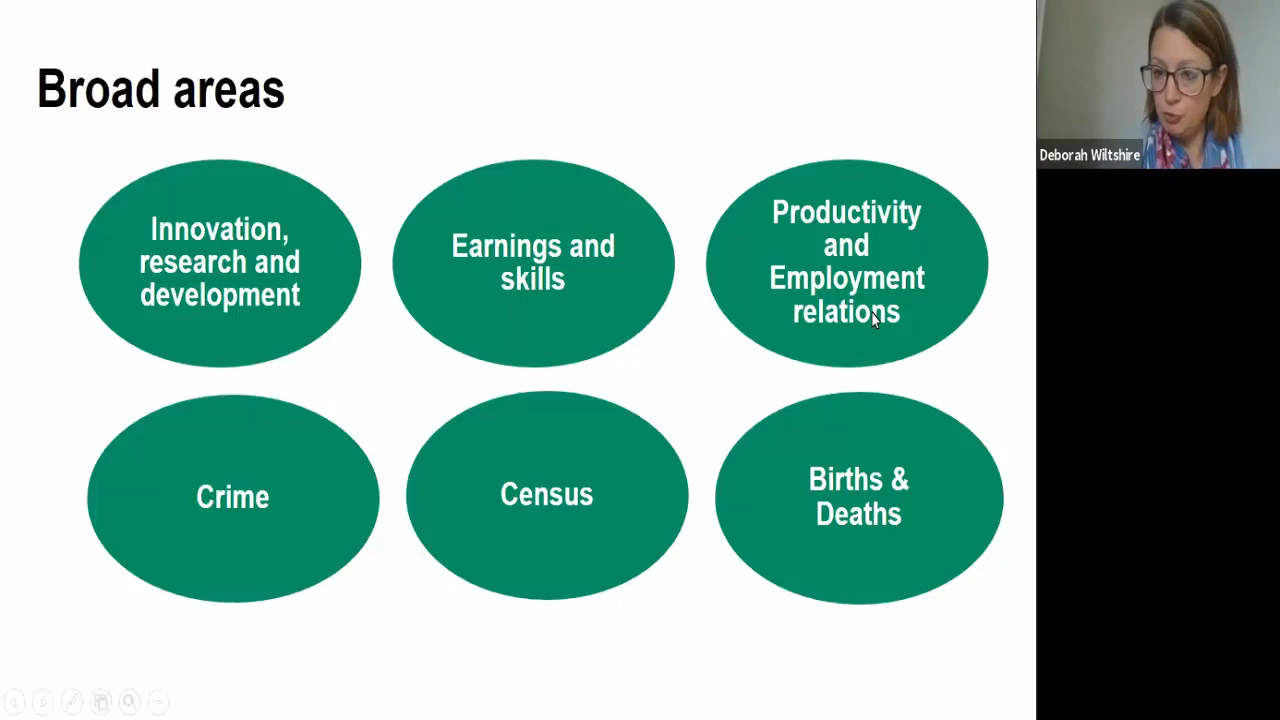 Broad areas
Innovation,
research and
development
Earnings and
skills
Productivity
and
Employment
relations
Crime
Census
Births &
Deaths
Deborah Wiltshire